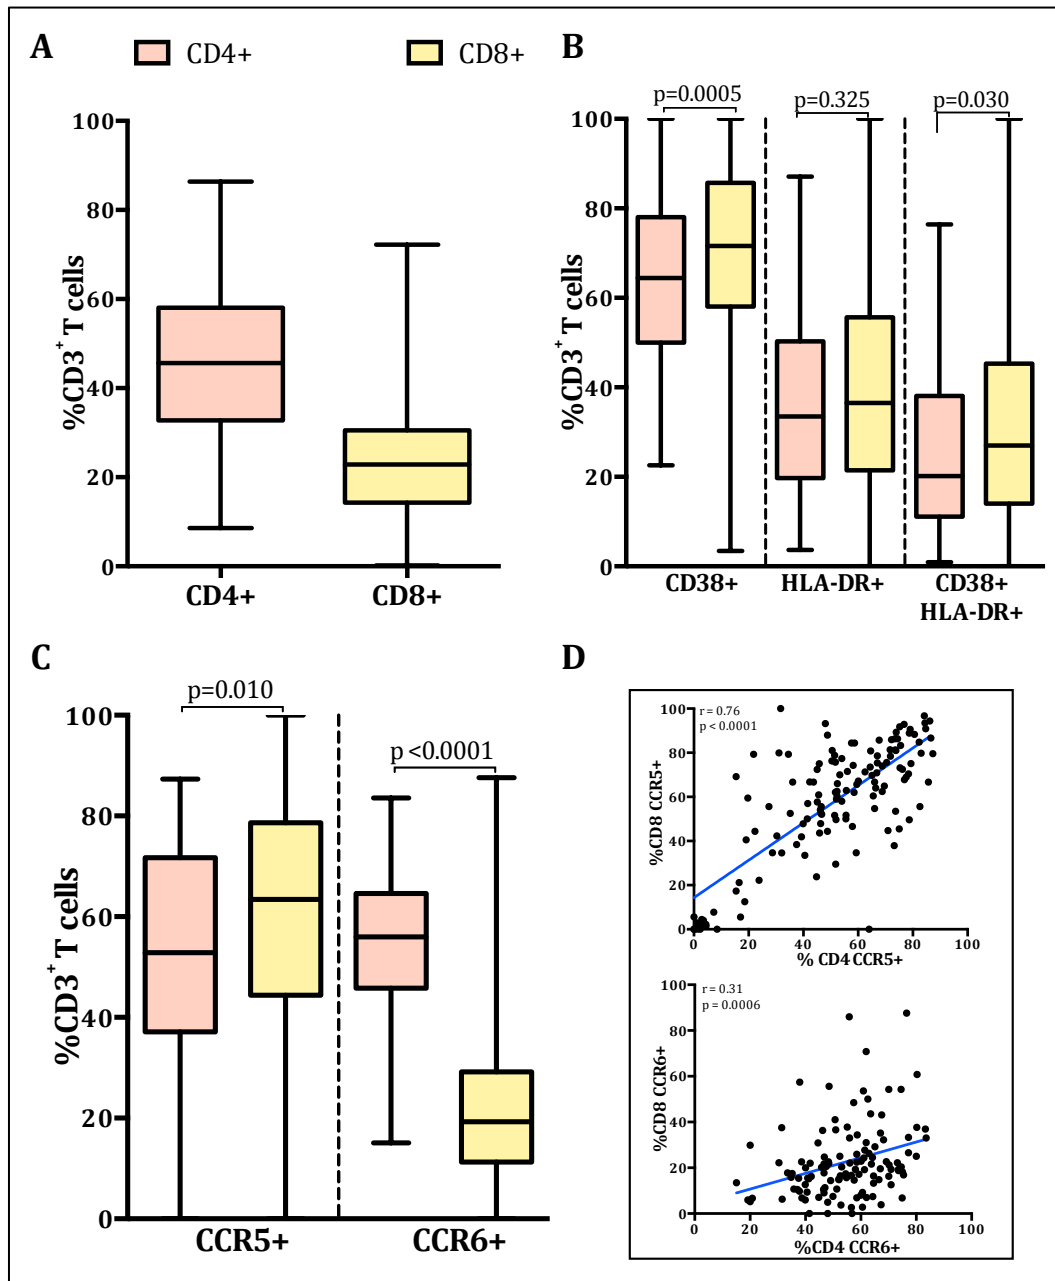 A
CD4+
CD8+
%CD3+ T cells
100
80
60
40
20
0
CD4+
CD8+
B
p=0.0005
p=0.325
p=0.030
%CD3+ T cells
100
80
60
40
20
0
CD38+
HLA-DR+
CD38+
HLA-DR+
C
p=0.010
p <0.0001
%CD3+ T cells
100
80
60
40
20
0
CCR5+
CCR6+
D
r = 0.76
p < 0.0001
%CD8 CCR5+
100
80
60
40
20
0
0 20 40 60 80 100
% CD4 CCR5+
r = 0.31
p = 0.0006
%CD8 CCR6+
100
80
60
40
20
0
0 20 40 60 80 100
%CD4 CCR6+